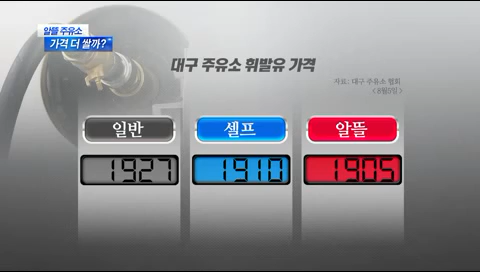 알뜰 주유소
가격 더 쌀까?
대구 주유소 휘발유 가격
자료: 대구 주유소 협회
일반 셀프 알뜰
1927 1910 1905